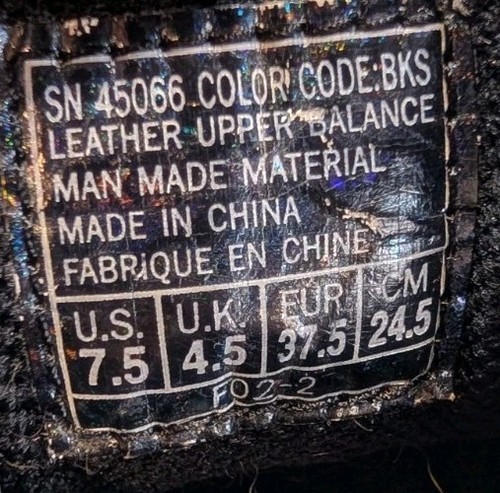 SN 45066 COLOR CODE:BKS
LEATHER UPPER BALANCE
MAN MADE MATERIAL
MADE IN CHINA
FABRIQUE EN CHINE
U.S. U.K. EUR CM
7.5 4.5 37.5 24.5
F02-2